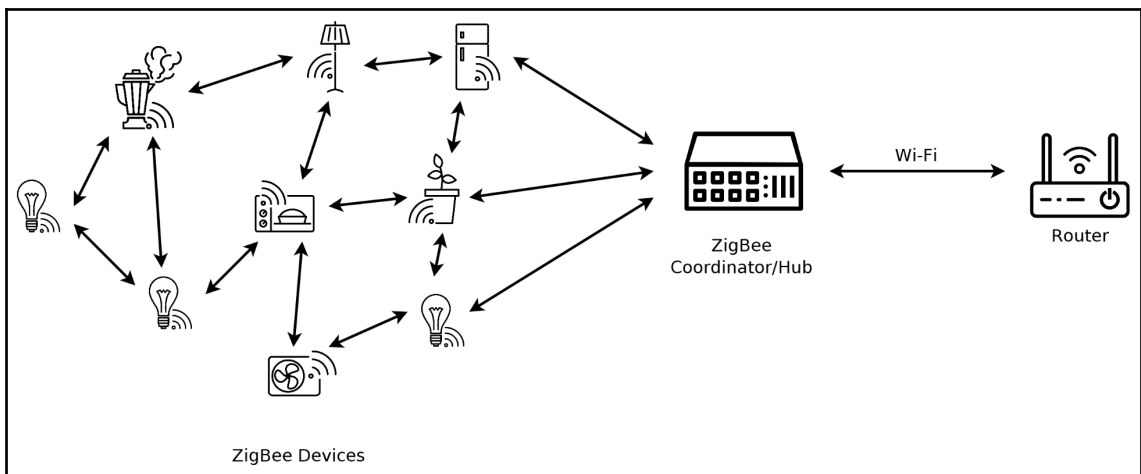 Wi-Fi
ZigBee
Coordinator/Hub
Router
ZigBee Devices